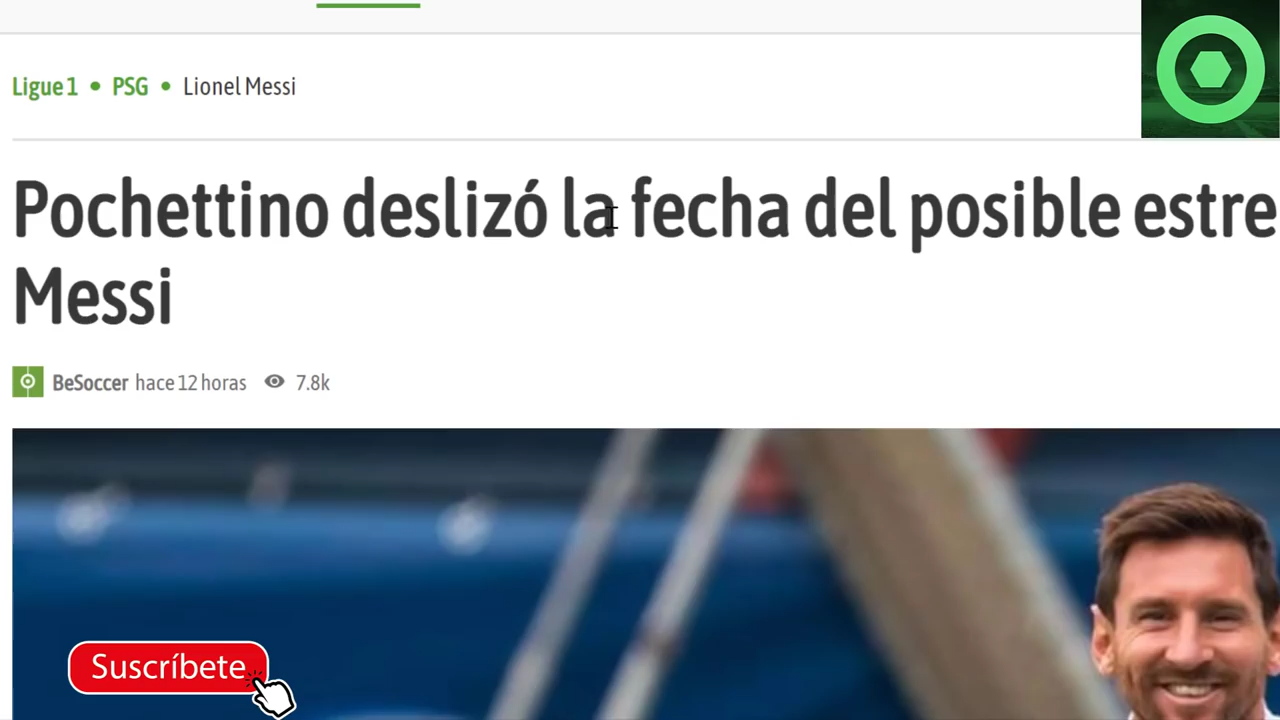 Ligue 1 • PSG • Lionel Messi
Pochettino deslizó la fecha del posible estre
Messi
BeSoccer hace 12 horas 7.8k
Suscríbete